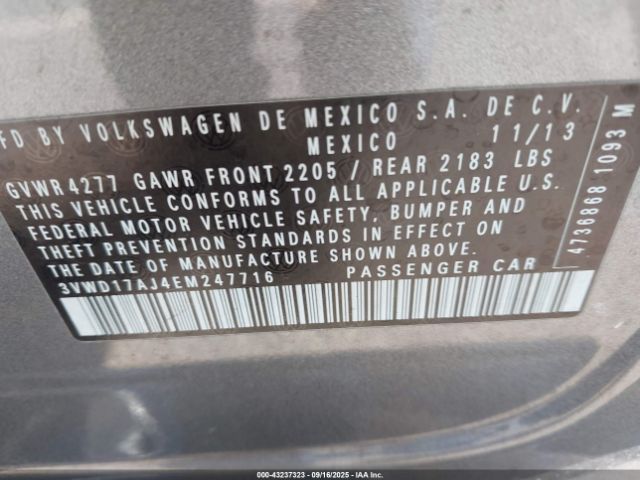 FD BY VOLKSWAGEN DE MEXICO S.A. DE C.V.
MEXICO 11/13
GVWR 4277 GAWR FRONT 2205 / REAR 2183 LBS
THIS VEHICLE CONFORMS TO ALL APPLICABLE U.S.
FEDERAL MOTOR VEHICLE SAFETY, BUMPER AND
THEFT PREVENTION STANDARDS IN EFFECT ON
THE DATE OF MANUFACTURE SHOWN ABOVE.
3VWD17AJ4EM247716 PASSENGER CAR
4736868 1093 M
000-43237323 - 09/16/2025 - IAA Inc.